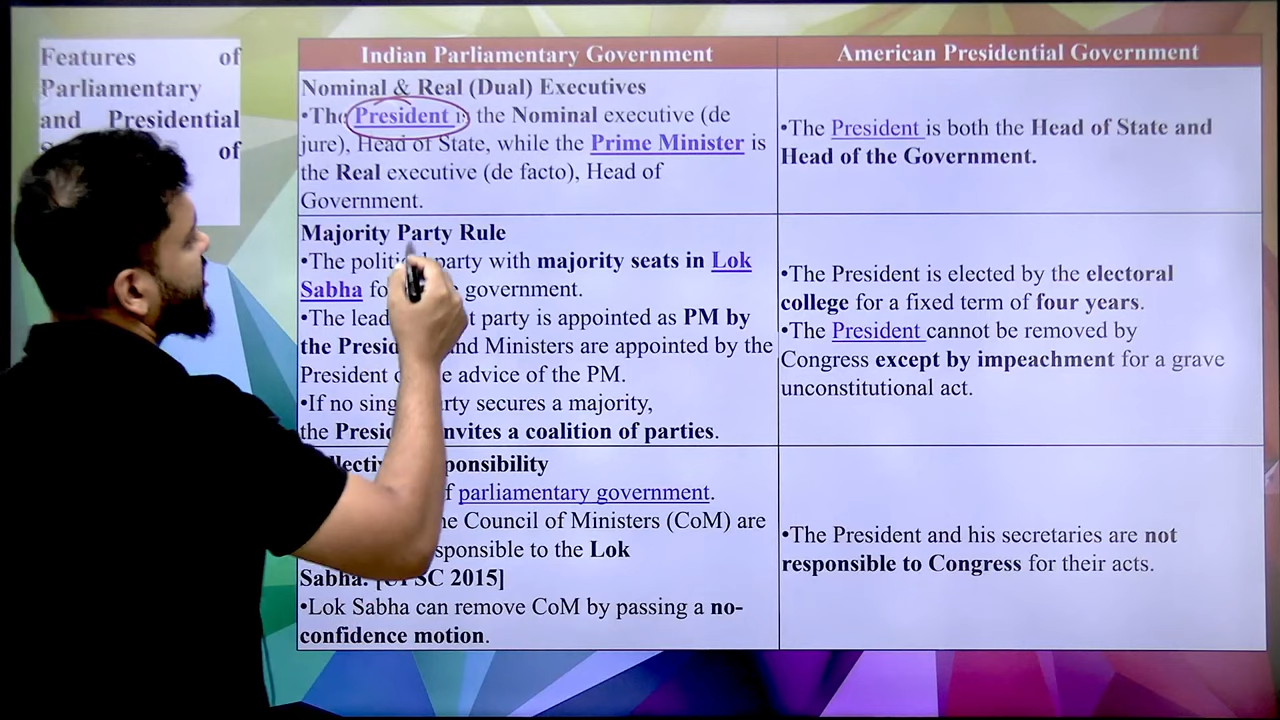 Features of
Parliamentary
and Presidential
of
Indian Parliamentary Government
American Presidential Government
Nominal & Real (Dual) Executives
•The President is the Nominal executive (de
jure), Head of State, while the Prime Minister is
the Real executive (de facto), Head of
Government.
•The President is both the Head of State and
Head of the Government.
Majority Party Rule
•The party with majority seats in Lok
Sabha government.
•The party is appointed as PM by
the and Ministers are appointed by the
President advice of the PM.
•If no secures a majority,
the invites a coalition of parties.
•The President is elected by the electoral
college for a fixed term of four years.
•The President cannot be removed by
Congress except by impeachment for a grave
unconstitutional act.
parliamentary government.
Council of Ministers (CoM) are
to the Lok
Sabha. 2015]
•Lok Sabha can remove CoM by passing a no-
confidence motion.
•The President and his secretaries are not
responsible to Congress for their acts.